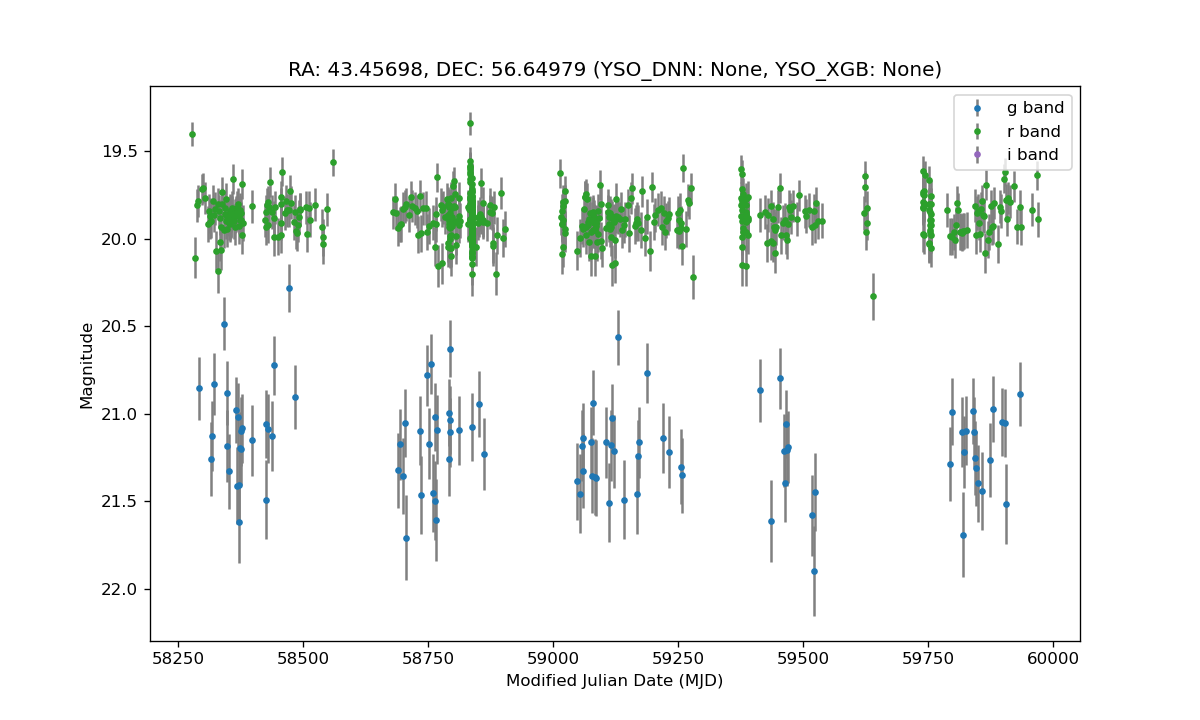 RA: 43.45698, DEC: 56.64979 (YSO_DNN: None, YSO_XGB: None)
g band
r band
i band
19.5
20.0
20.5
21.0
21.5
22.0
Magnitude
58250 58500 58750 59000 59250 59500 59750 60000
Modified Julian Date (MJD)